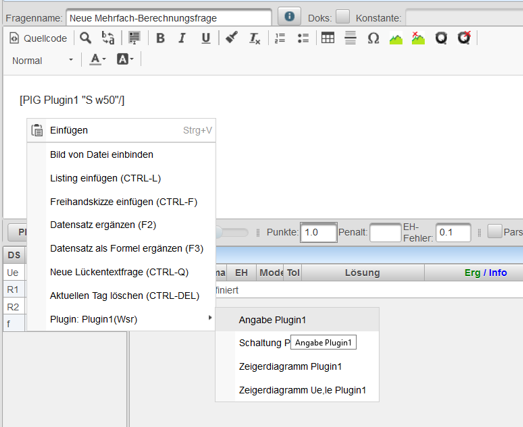 Fragenname: Neue Mehrfach-Berechnungsfrage Doks: Konstante:
Quellcode B I U
Normal A A
[PIG Plugin1 "S w50"/]
Einfügen Strg+V
Bild von Datei einbinden
Listing einfügen (CTRL-L)
Freihandskizze einfügen (CTRL-F)
Datensatz ergänzen (F2)
Datensatz als Formel ergänzen (F3)
Neue Lückentextfrage (CTRL-Q)
Aktuellen Tag löschen (CTRL-DEL)
Plugin: Plugin1(Wsr)
Punkte: 1.0 Penalt: EH-Fehler: 0.1 Pars
DS EH Mode Tol Lösung Erg / Info
Ue
R1
R2
f
Angabe Plugin1
Schaltung P
Angabe Plugin1
Zeigerdiagramm Plugin1
Zeigerdiagramm Ue,Ie Plugin1